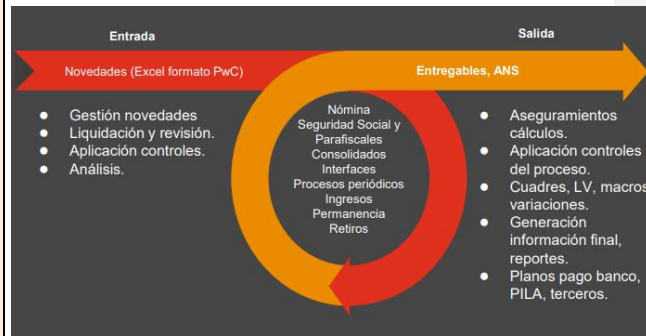 Entrada
Salida
Novedades (Excel formato PwC)
Entregables, ANS
● Gestión novedades
● Liquidación y revisión.
● Aplicación controles.
● Análisis.
Nómina
Seguridad Social y
Parafiscales
Consolidados
Interfaces
Procesos periódicos
Ingresos
Permanencia
Retiros
● Aseguramientos
cálculos.
● Aplicación controles
del proceso.
● Cuadres, LV, macros
variaciones.
● Generación
información final,
reportes.
● Planos pago banco,
PILA, terceros.